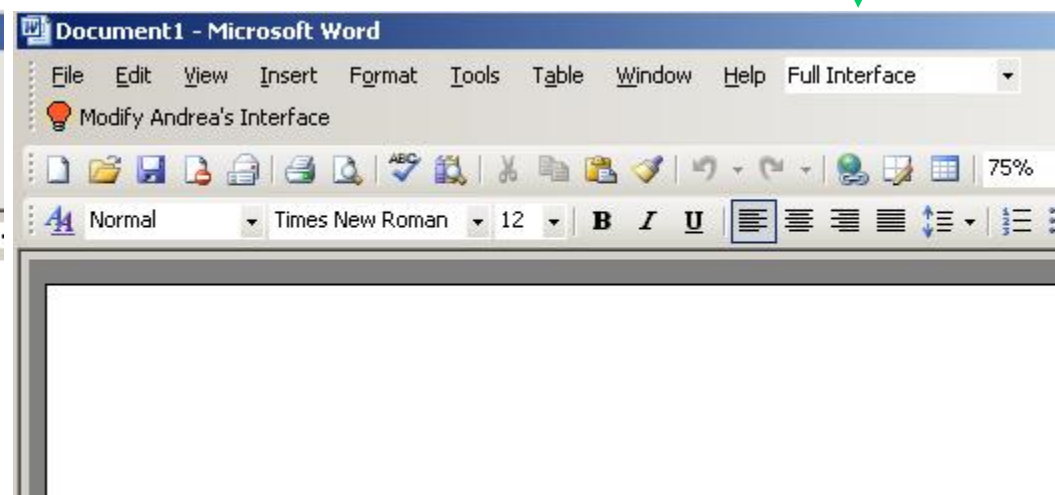 Document1 - Microsoft Word
File Edit View Insert Format Tools Table Window Help Full Interface
Modify Andrea's Interface
ABC 75%
Normal Times New Roman 12 B I U